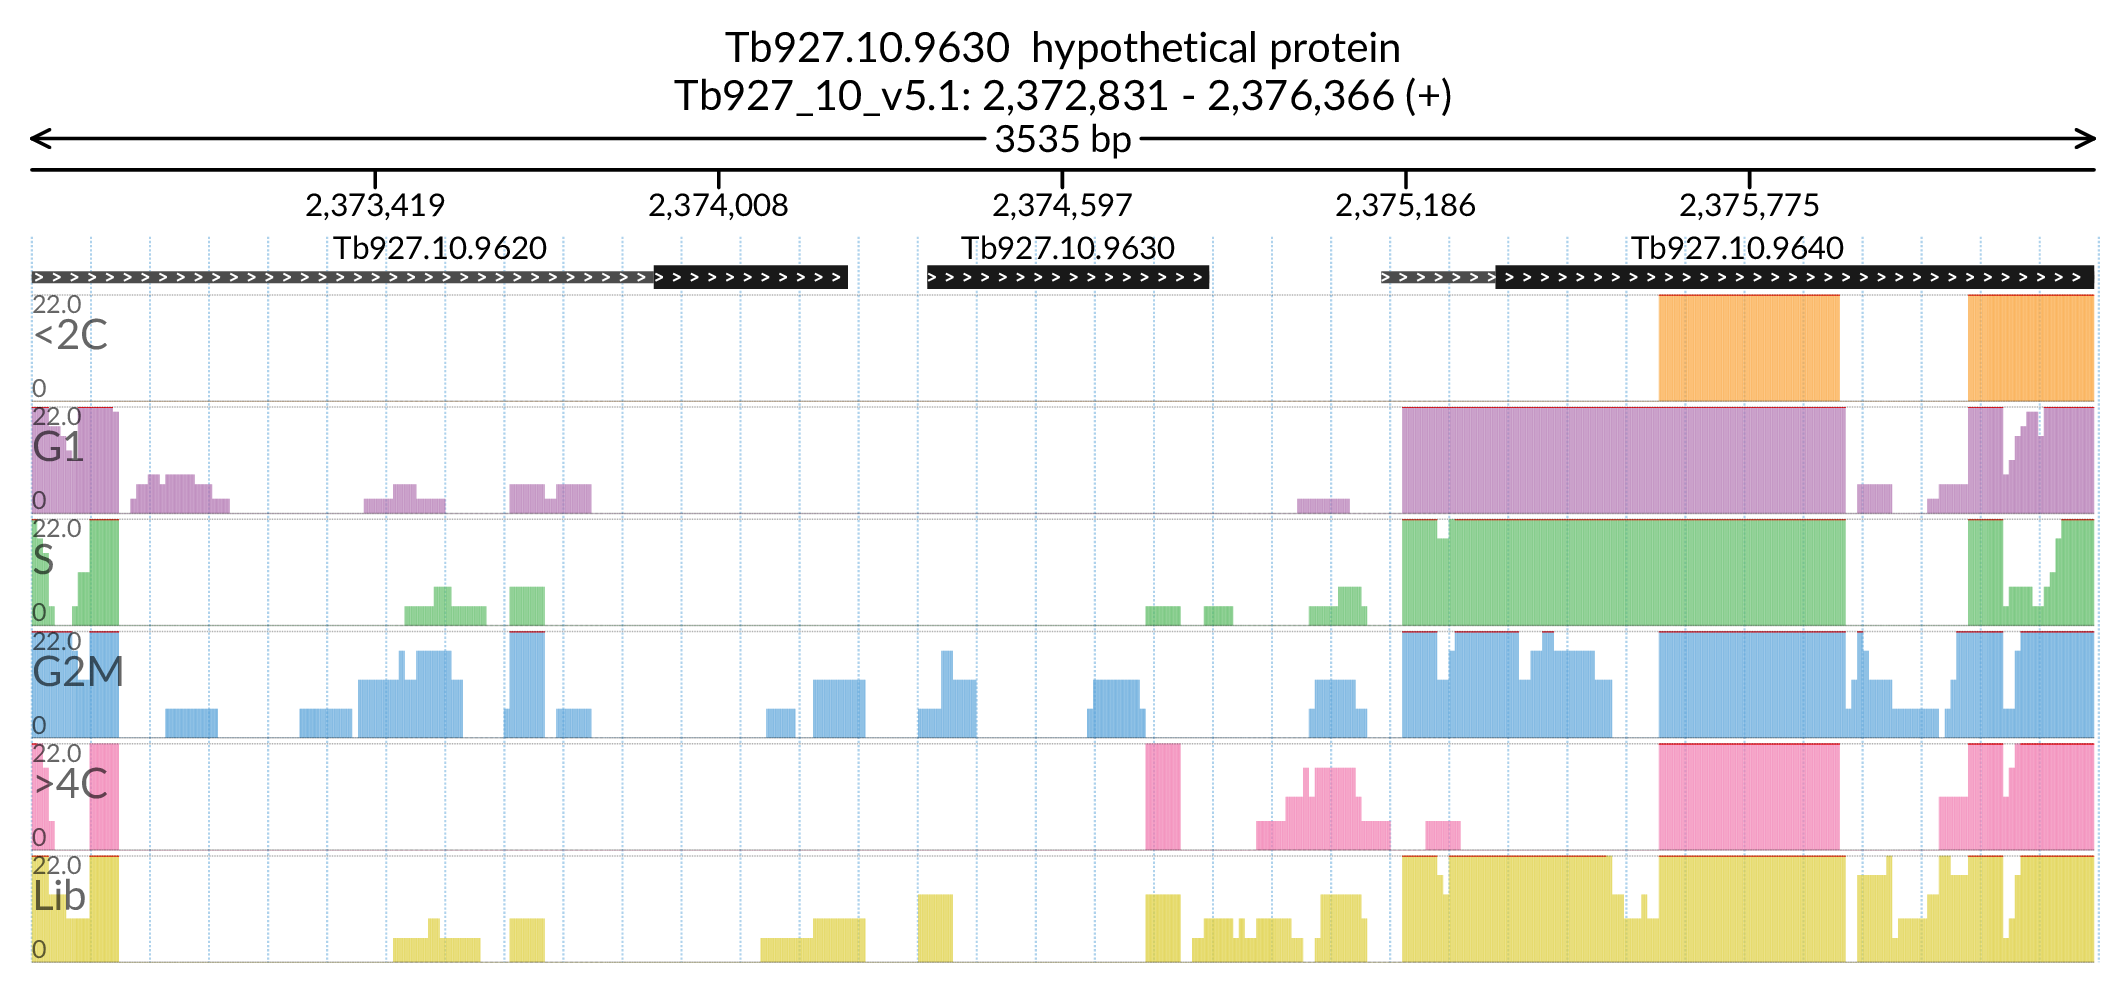 Tb927.10.9630  hypothetical protein
Tb927_10_v5.1: 2,372,831 - 2,376,366 (+)
3535 bp
2,373,419 2,374,008 2,374,597 2,375,186 2,375,775
Tb927.10.9620 Tb927.10.9630 Tb927.10.9640
22.0
<2C
0
22.0
G1
0
22.0
S
0
22.0
G2M
0
22.0
>4C
0
22.0
Lib
0